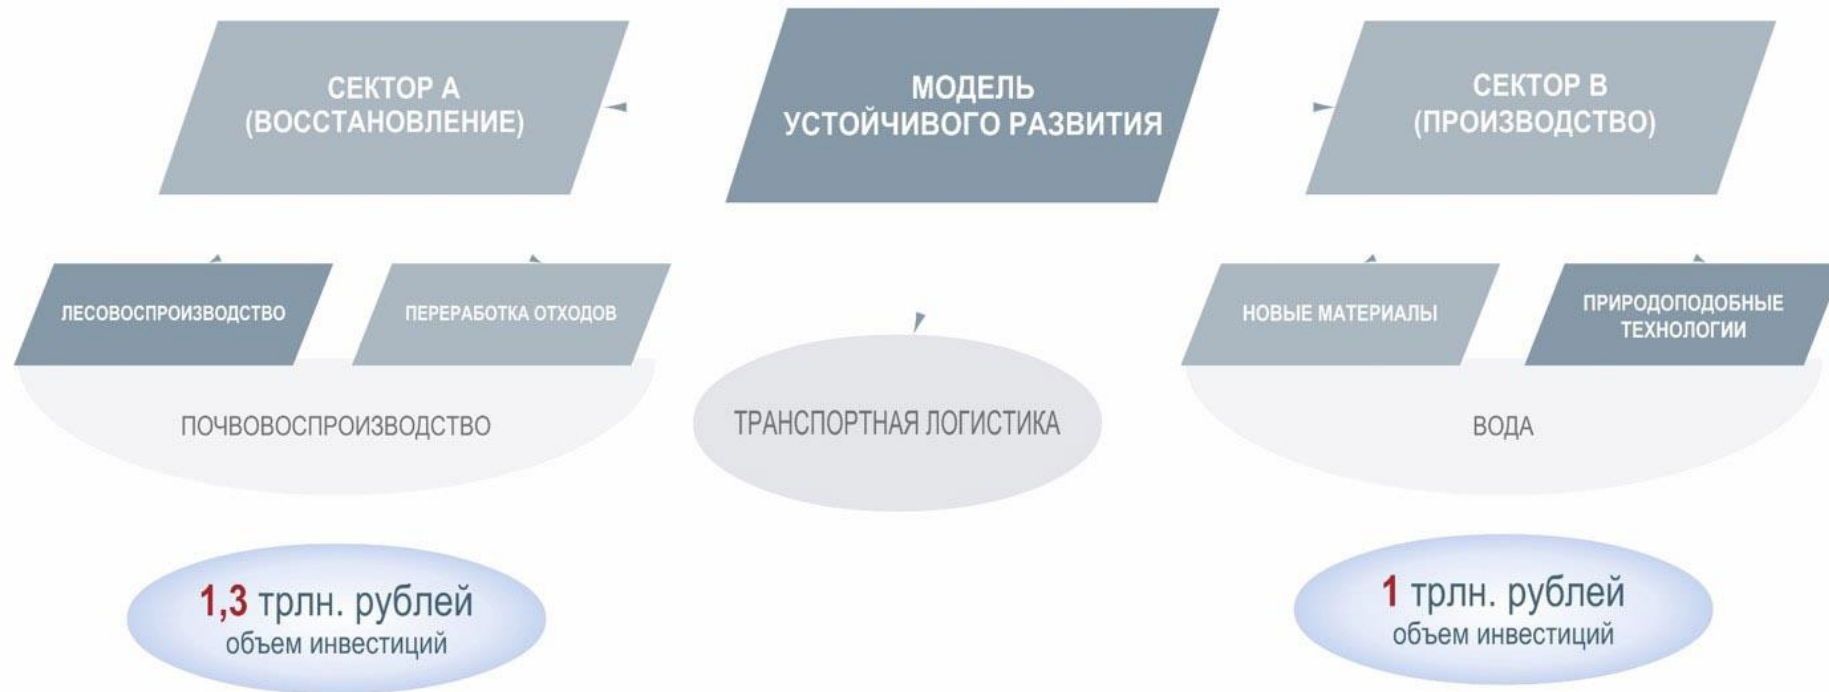 СЕКТОР А
(ВОССТАНОВЛЕНИЕ)
МОДЕЛЬ
УСТОЙЧИВОГО РАЗВИТИЯ
СЕКТОР В
(ПРОИЗВОДСТВО)
ЛЕСОВОСПРОИЗВОДСТВО
ПЕРЕРАБОТКА ОТХОДОВ
НОВЫЕ МАТЕРИАЛЫ
ПРИРОДОПОДОБНЫЕ
ТЕХНОЛОГИИ
ПОЧВОВОСПРОИЗВОДСТВО
ТРАНСПОРТНАЯ ЛОГИСТИКА
ВОДА
1,3 трлн. рублей
объем инвестиций
1 трлн. рублей
объем инвестиций